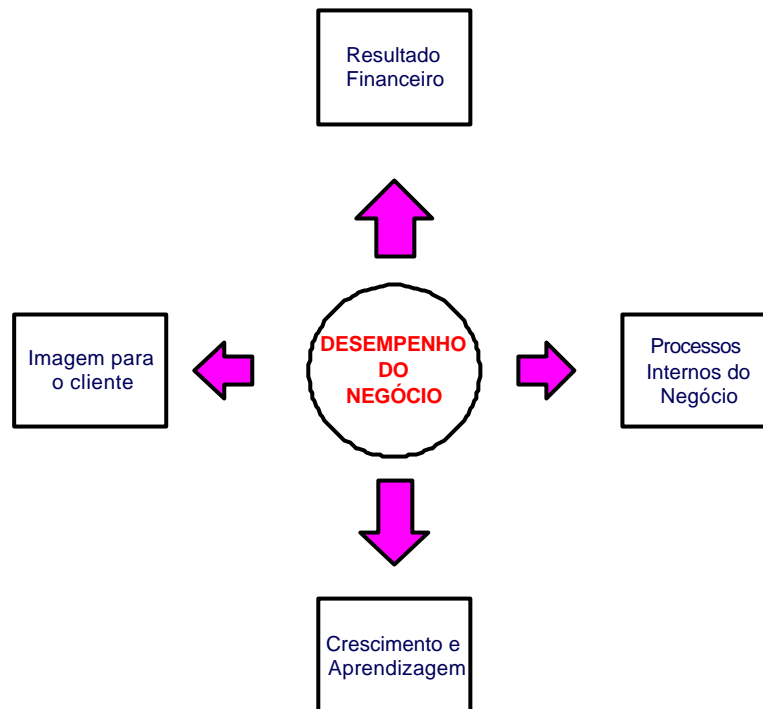 Resultado
Financeiro
Imagem para
o cliente
DESEMPENHO
DO
NEGÓCIO
Processos
Internos do
Negócio
Crescimento e
Aprendizagem